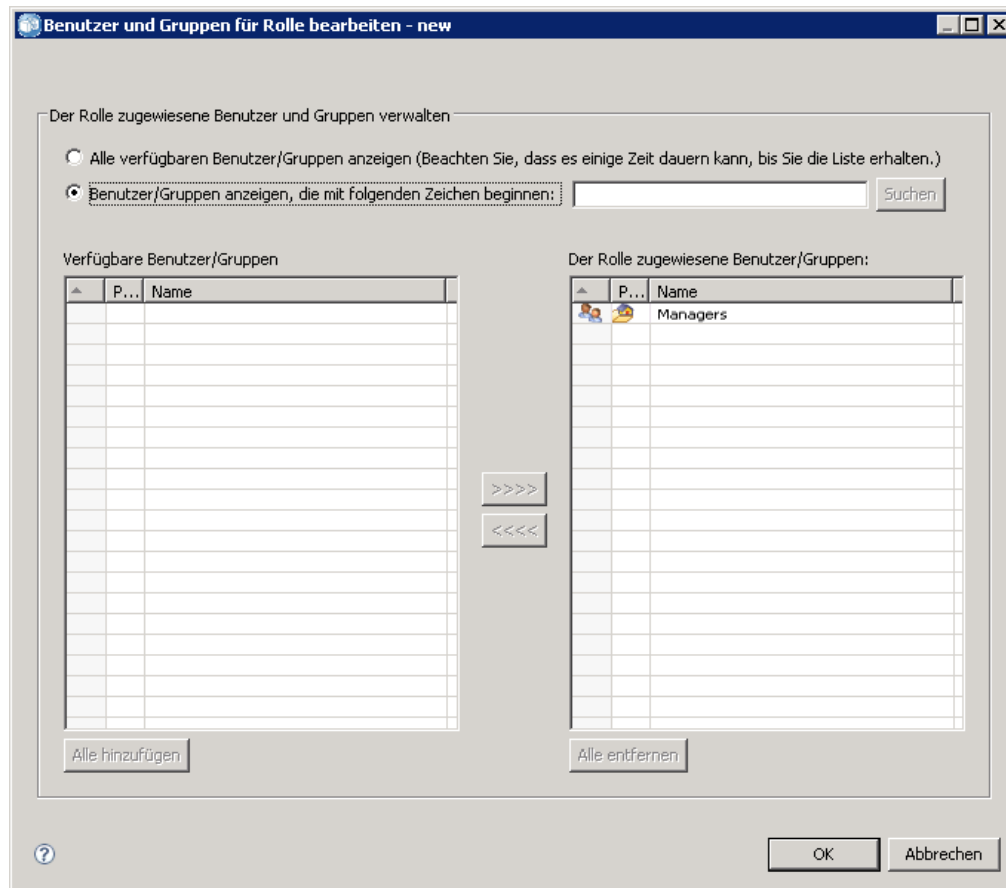 Benutzer und Gruppen für Rolle bearbeiten - new
Der Rolle zugewiesene Benutzer und Gruppen verwalten
Alle verfügbaren Benutzer/Gruppen anzeigen (Beachten Sie, dass es einige Zeit dauern kann, bis Sie die Liste erhalten.)
Benutzer/Gruppen anzeigen, die mit folgenden Zeichen beginnen:
Suchen
Verfügbare Benutzer/Gruppen
P... Name
>>>>
<<<<
Alle hinzufügen
Der Rolle zugewiesene Benutzer/Gruppen:
P... Name
Managers
Alle entfernen
?
OK
Abbrechen